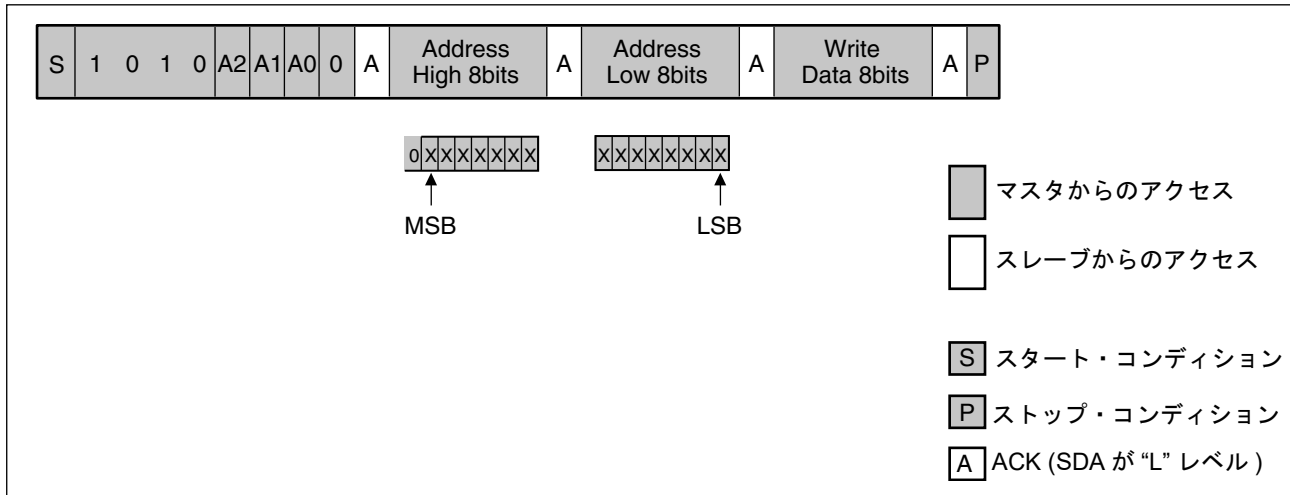 S 1 0 1 0 A2 A1 A0 0 A Address High 8bits A Address Low 8bits A Write Data 8bits A P
0 X X X X X X X X X X X X X X X
MSB LSB
マスタからのアクセス
スレーブからのアクセス
S スタート・コンディション
P ストップ・コンディション
A ACK (SDA が “L” レベル )